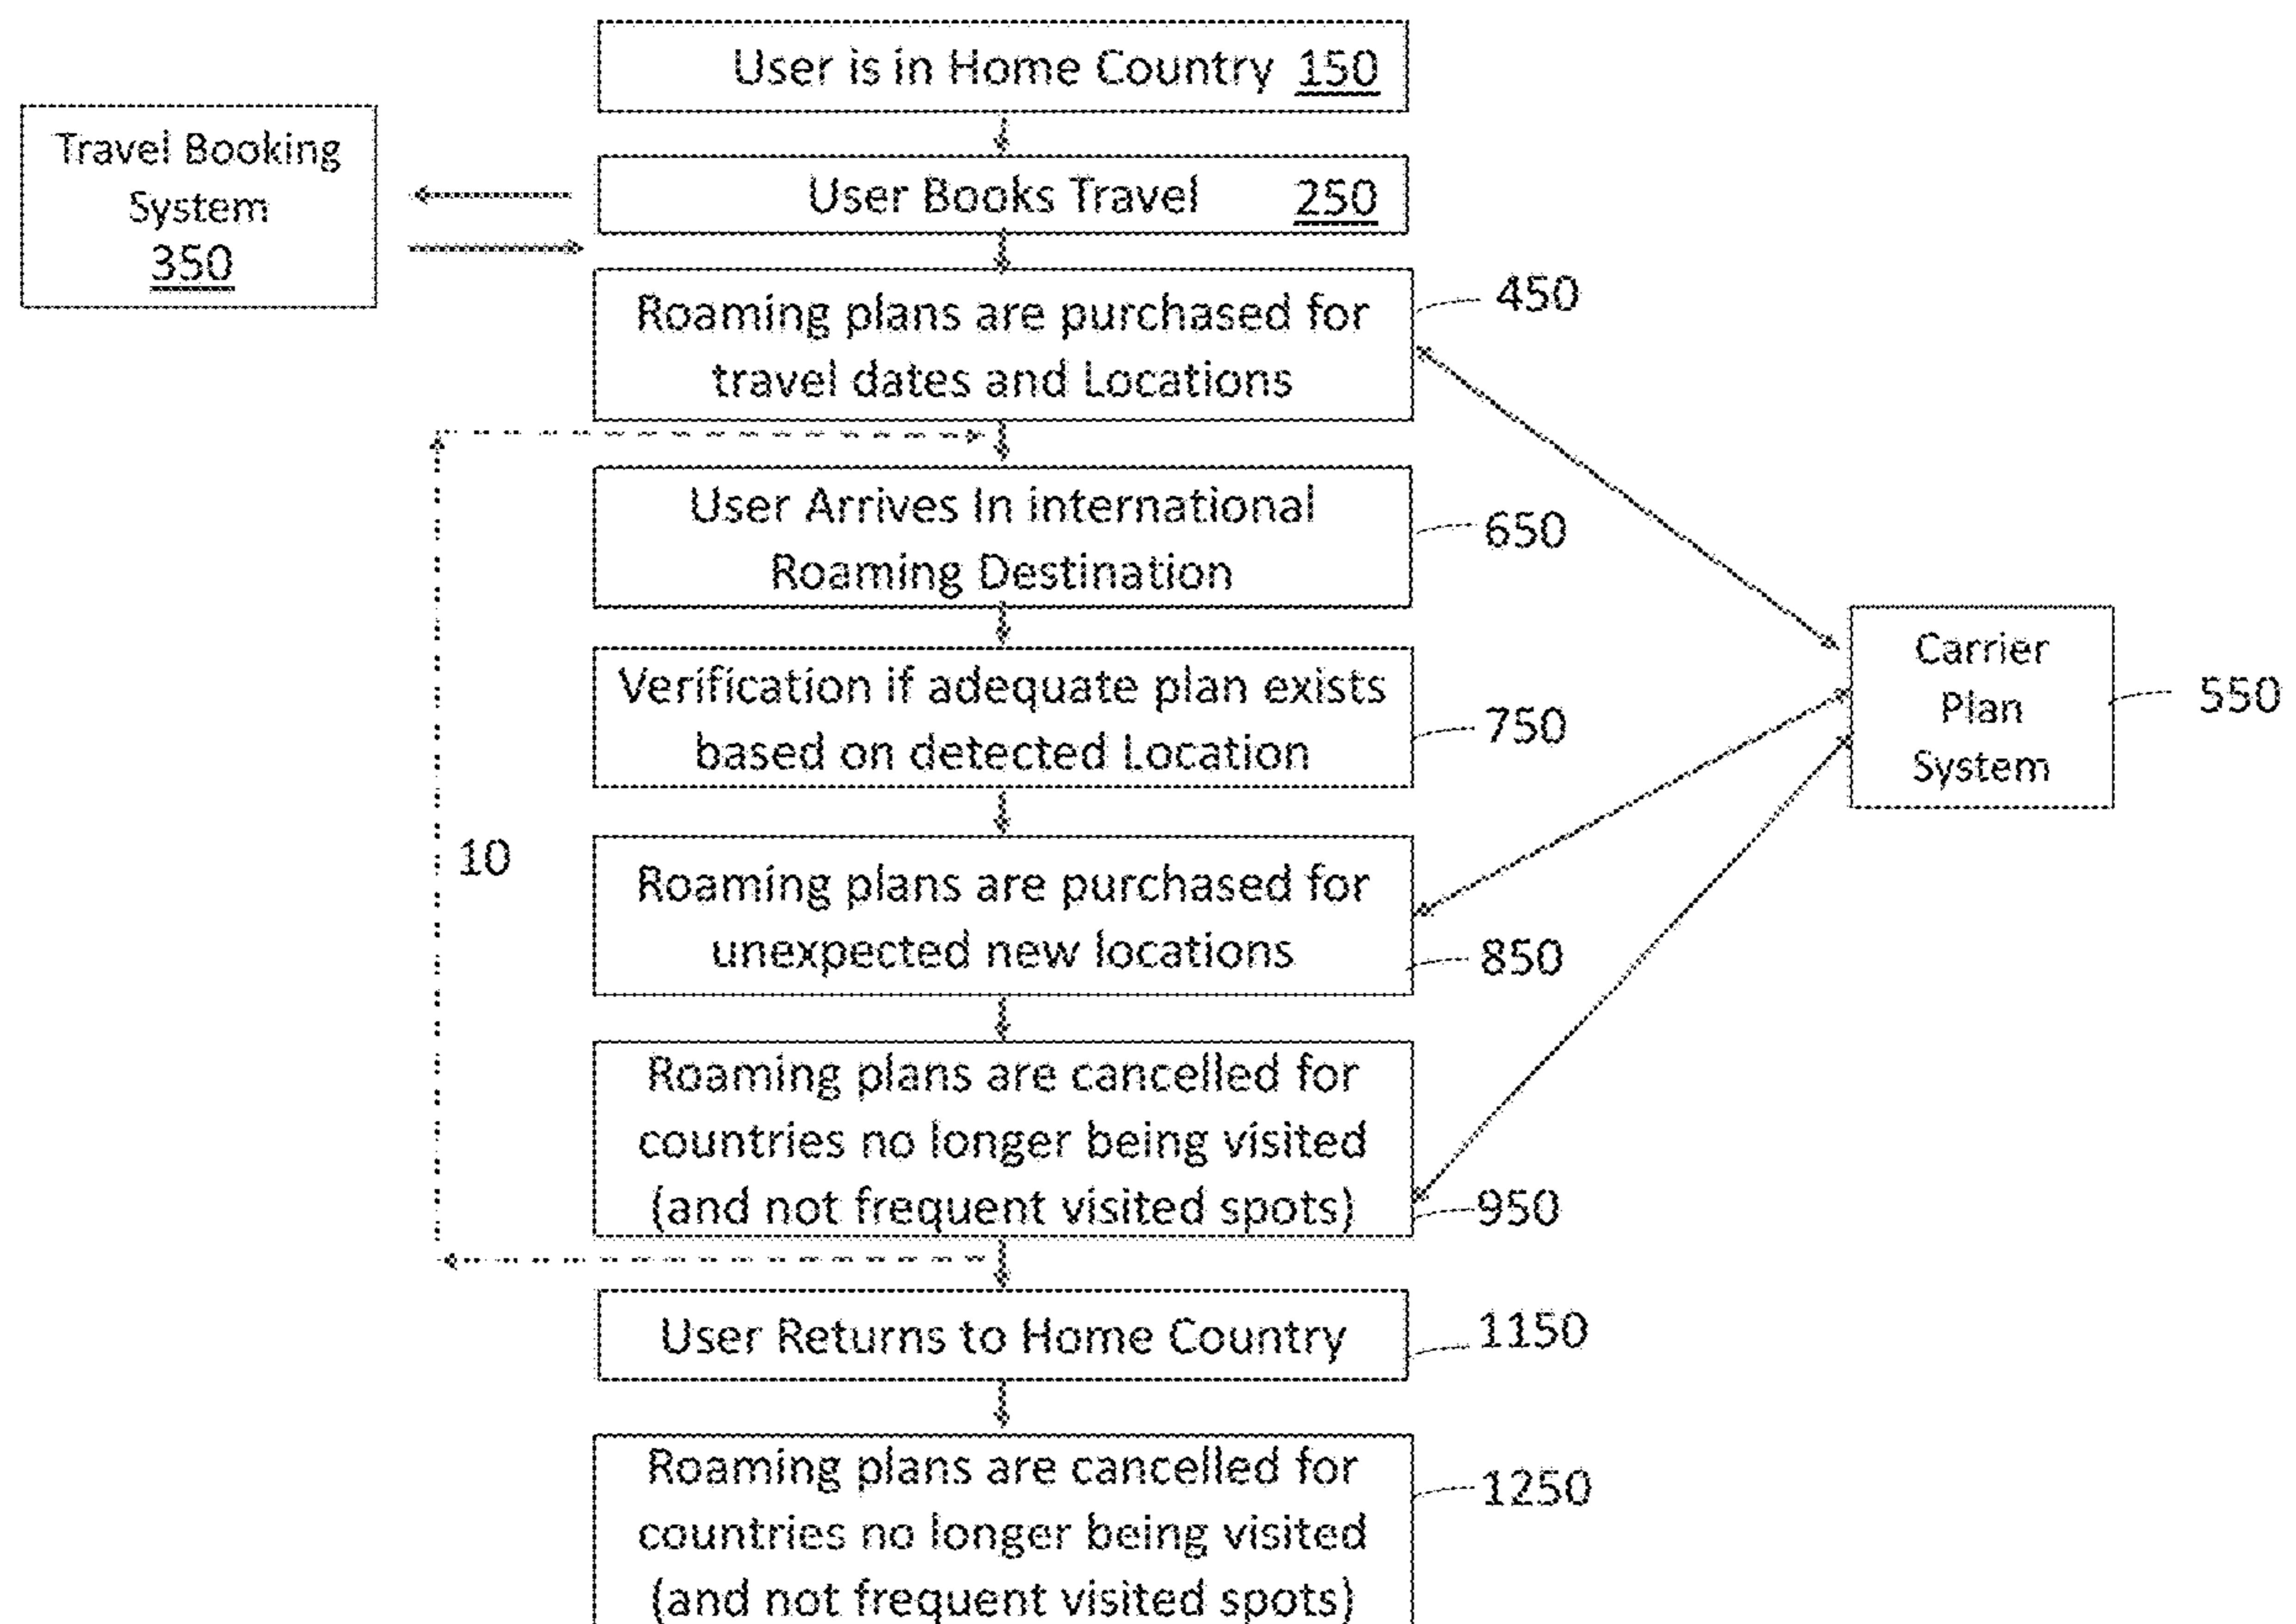 User is in Home Country 150
Travel Booking
System
350
User Books Travel 250
Roaming plans are purchased for
travel dates and Locations
450
User Arrives In international
Roaming Destination
650
Verification if adequate plan exists
based on detected Location
750
Carrier
Plan
System
550
10
Roaming plans are purchased for
unexpected new locations
850
Roaming plans are cancelled for
countries no longer being visited
(and not frequent visited spots)
950
User Returns to Home Country
1150
Roaming plans are cancelled for
countries no longer being visited
(and not frequent visited spots)
1250